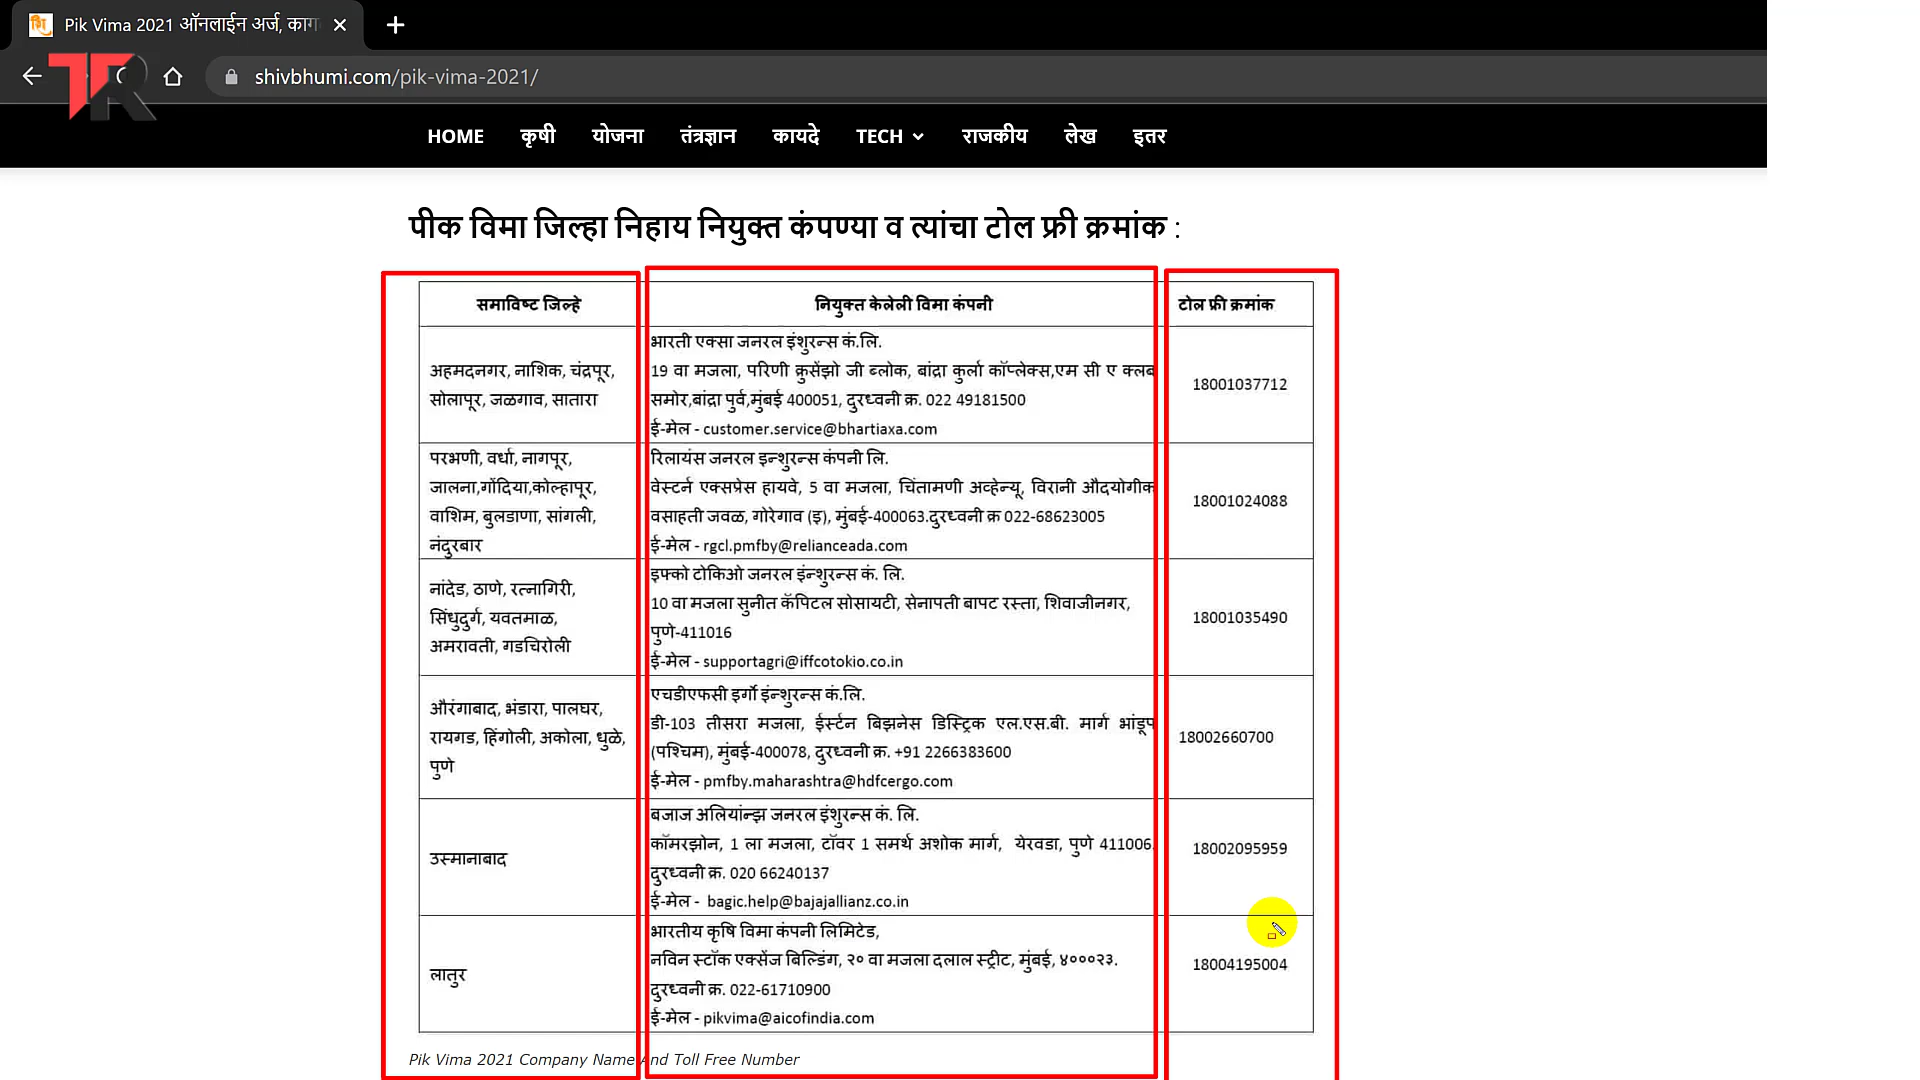 Pik Vima 2021 ऑनलाईन अर्ज, काग
shivbhumi.com/pik-vima-2021/
TR
HOME कृषी योजना तंत्रज्ञान कायदे TECH राजकीय लेख इतर
पीक विमा जिल्हा निहाय नियुक्त कंपण्या व त्यांचा टोल फ्री क्रमांक :
समाविष्ट जिल्हे नियुक्त केलेली विमा कंपनी टोल फ्री क्रमांक
अहमदनगर, नाशिक, चंद्रपूर,
सोलापूर, जळगाव, सातारा
भारती एक्सा जनरल इंशुरन्स कं.लि.
19 वा मजला, परिणी क्रुसेंझो जी ब्लोक, बांद्रा कुर्ला कॉप्लेक्स,एम सी ए क्लब
समोर,बांद्रा पुर्व,मुंबई 400051, दुरध्वनी क्र. 022 49181500
ई-मेल - customer.service@bhartiaxa.com
18001037712
परभणी, वर्धा, नागपूर,
जालना,गोंदिया,कोल्हापूर,
वाशिम, बुलडाणा, सांगली,
नंदुरबार
रिलायंस जनरल इन्शुरन्स कंपनी लि.
वेस्टर्न एक्सप्रेस हायवे, 5 वा मजला, चिंतामणी अव्हेन्यू, विरानी औदयोगीक
वसाहती जवळ, गोरेगाव (इ), मुंबई-400063.दुरध्वनी क्र 022-68623005
ई-मेल - rgcl.pmfby@relianceada.com
18001024088
नांदेड, ठाणे, रत्नागिरी,
सिंधुदुर्ग, यवतमाळ,
अमरावती, गडचिरोली
इफ्को टोकिओ जनरल इंन्शुरन्स कं. लि.
10 वा मजला सुनीत कॅपिटल सोसायटी, सेनापती बापट रस्ता, शिवाजीनगर,
पुणे-411016
ई-मेल - supportagri@iffcotokio.co.in
18001035490
औरंगाबाद, भंडारा, पालघर,
रायगड, हिंगोली, अकोला, धुळे,
पुणे
एचडीएफसी इर्गो इंन्शुरन्स कं.लि.
डी-103 तीसरा मजला, ईर्स्टन बिझनेस डिस्ट्रिक एल.एस.बी. मार्ग भांडूप
(पश्चिम), मुंबई-400078, दुरध्वनी क्र. +91 2266383600
ई-मेल - pmfby.maharashtra@hdfcergo.com
18002660700
उस्मानाबाद
बजाज अलियांन्झ जनरल इंशुरन्स कं. लि.
कॉमरझोन, 1 ला मजला, टॉवर 1 समर्थ अशोक मार्ग, येरवडा, पुणे 411006.
दुरध्वनी क्र. 020 66240137
ई-मेल - bagic.help@bajajallianz.co.in
18002095959
लातुर
भारतीय कृषि विमा कंपनी लिमिटेड,
नविन स्टॉक एक्सेंज बिल्डिंग, २० वा मजला दलाल स्ट्रीट, मुंबई, ४०००२३.
दुरध्वनी क्र. 022-61710900
ई-मेल - pikvima@aicofindia.com
18004195004
Pik Vima 2021 Company Name And Toll Free Number